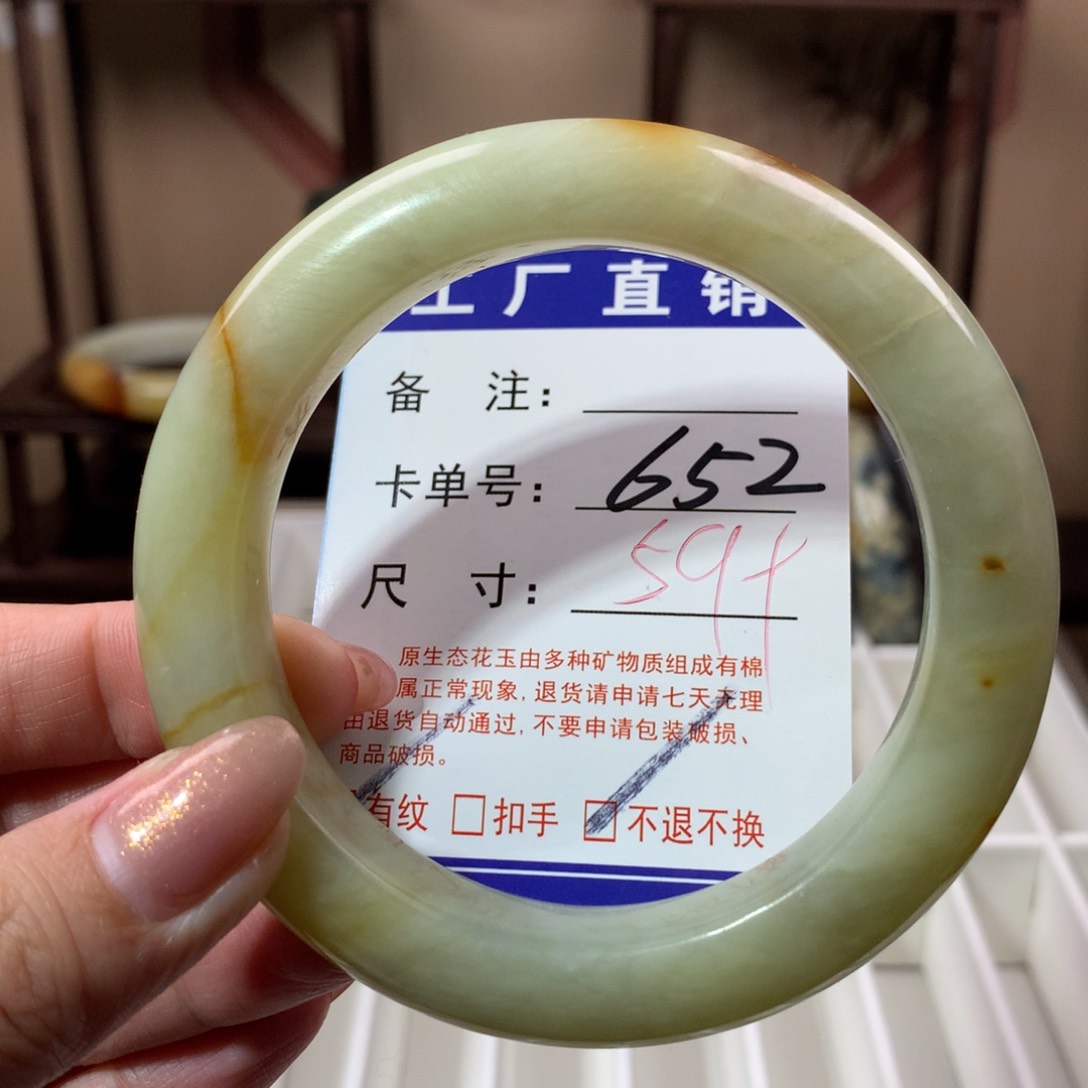 工厂直销
备 注：
卡单号：652
尺 寸：59+
原生态花玉由多种矿物质组成有棉
属正常现象，退货请申请七天无理
由退货自动通过，不要申请包装破损、
商品破损。
有纹 □扣手 ☑不退不换